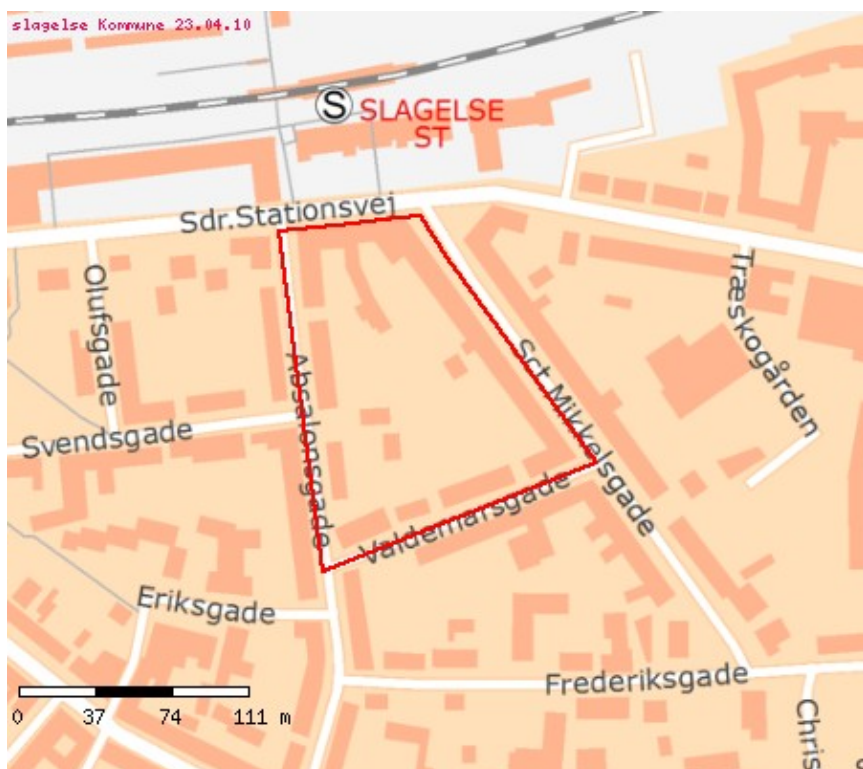 slagelse Kommune 23.04.10
S
SLAGELSE
ST
Sdr.Stationsvej
Olufsgade
Træskogården
Absalonsgade
Sct.Mikkelsgade
Svendsgade
Valdemarsgade
Eriksgade
Frederiksgade
Chris
0 37 74 111 m